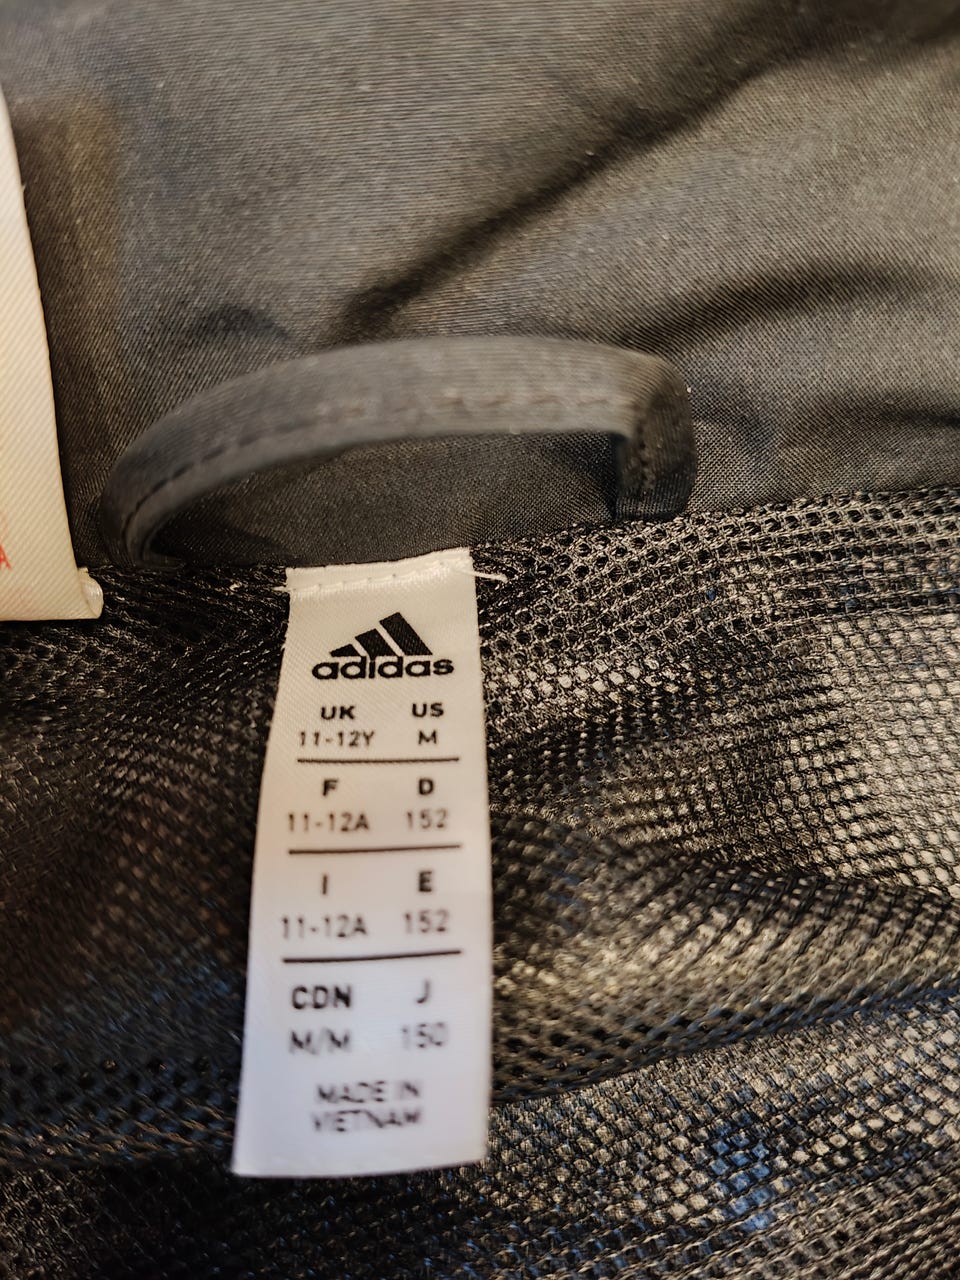 adidas
UK US
11-12Y M
F D
11-12A 152
I E
11-12A 152
CDN J
M/M 150
MADE IN
VIETNAM